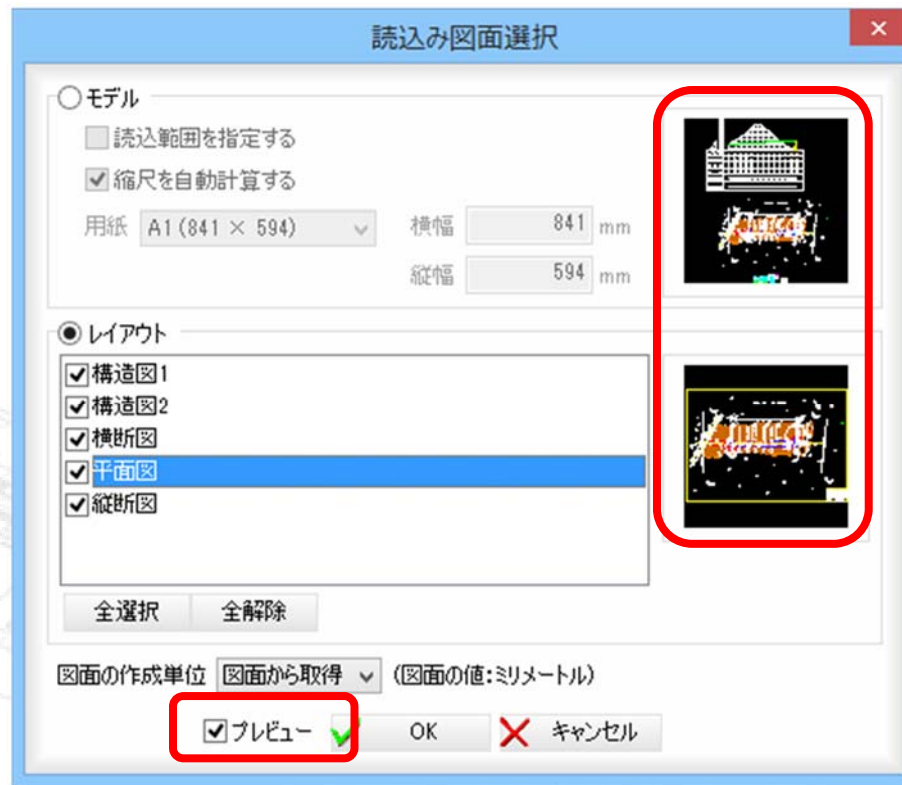 読込み図面選択
モデル
読込範囲を指定する
縮尺を自動計算する
用紙 A1(841 × 594) 横幅 841 mm
縦幅 594 mm
レイアウト
構造図1
構造図2
横断図
平面図
縦断図
全選択 全解除
図面の作成単位 図面から取得 (図面の値:ミリメートル)
プレビュー OK キャンセル